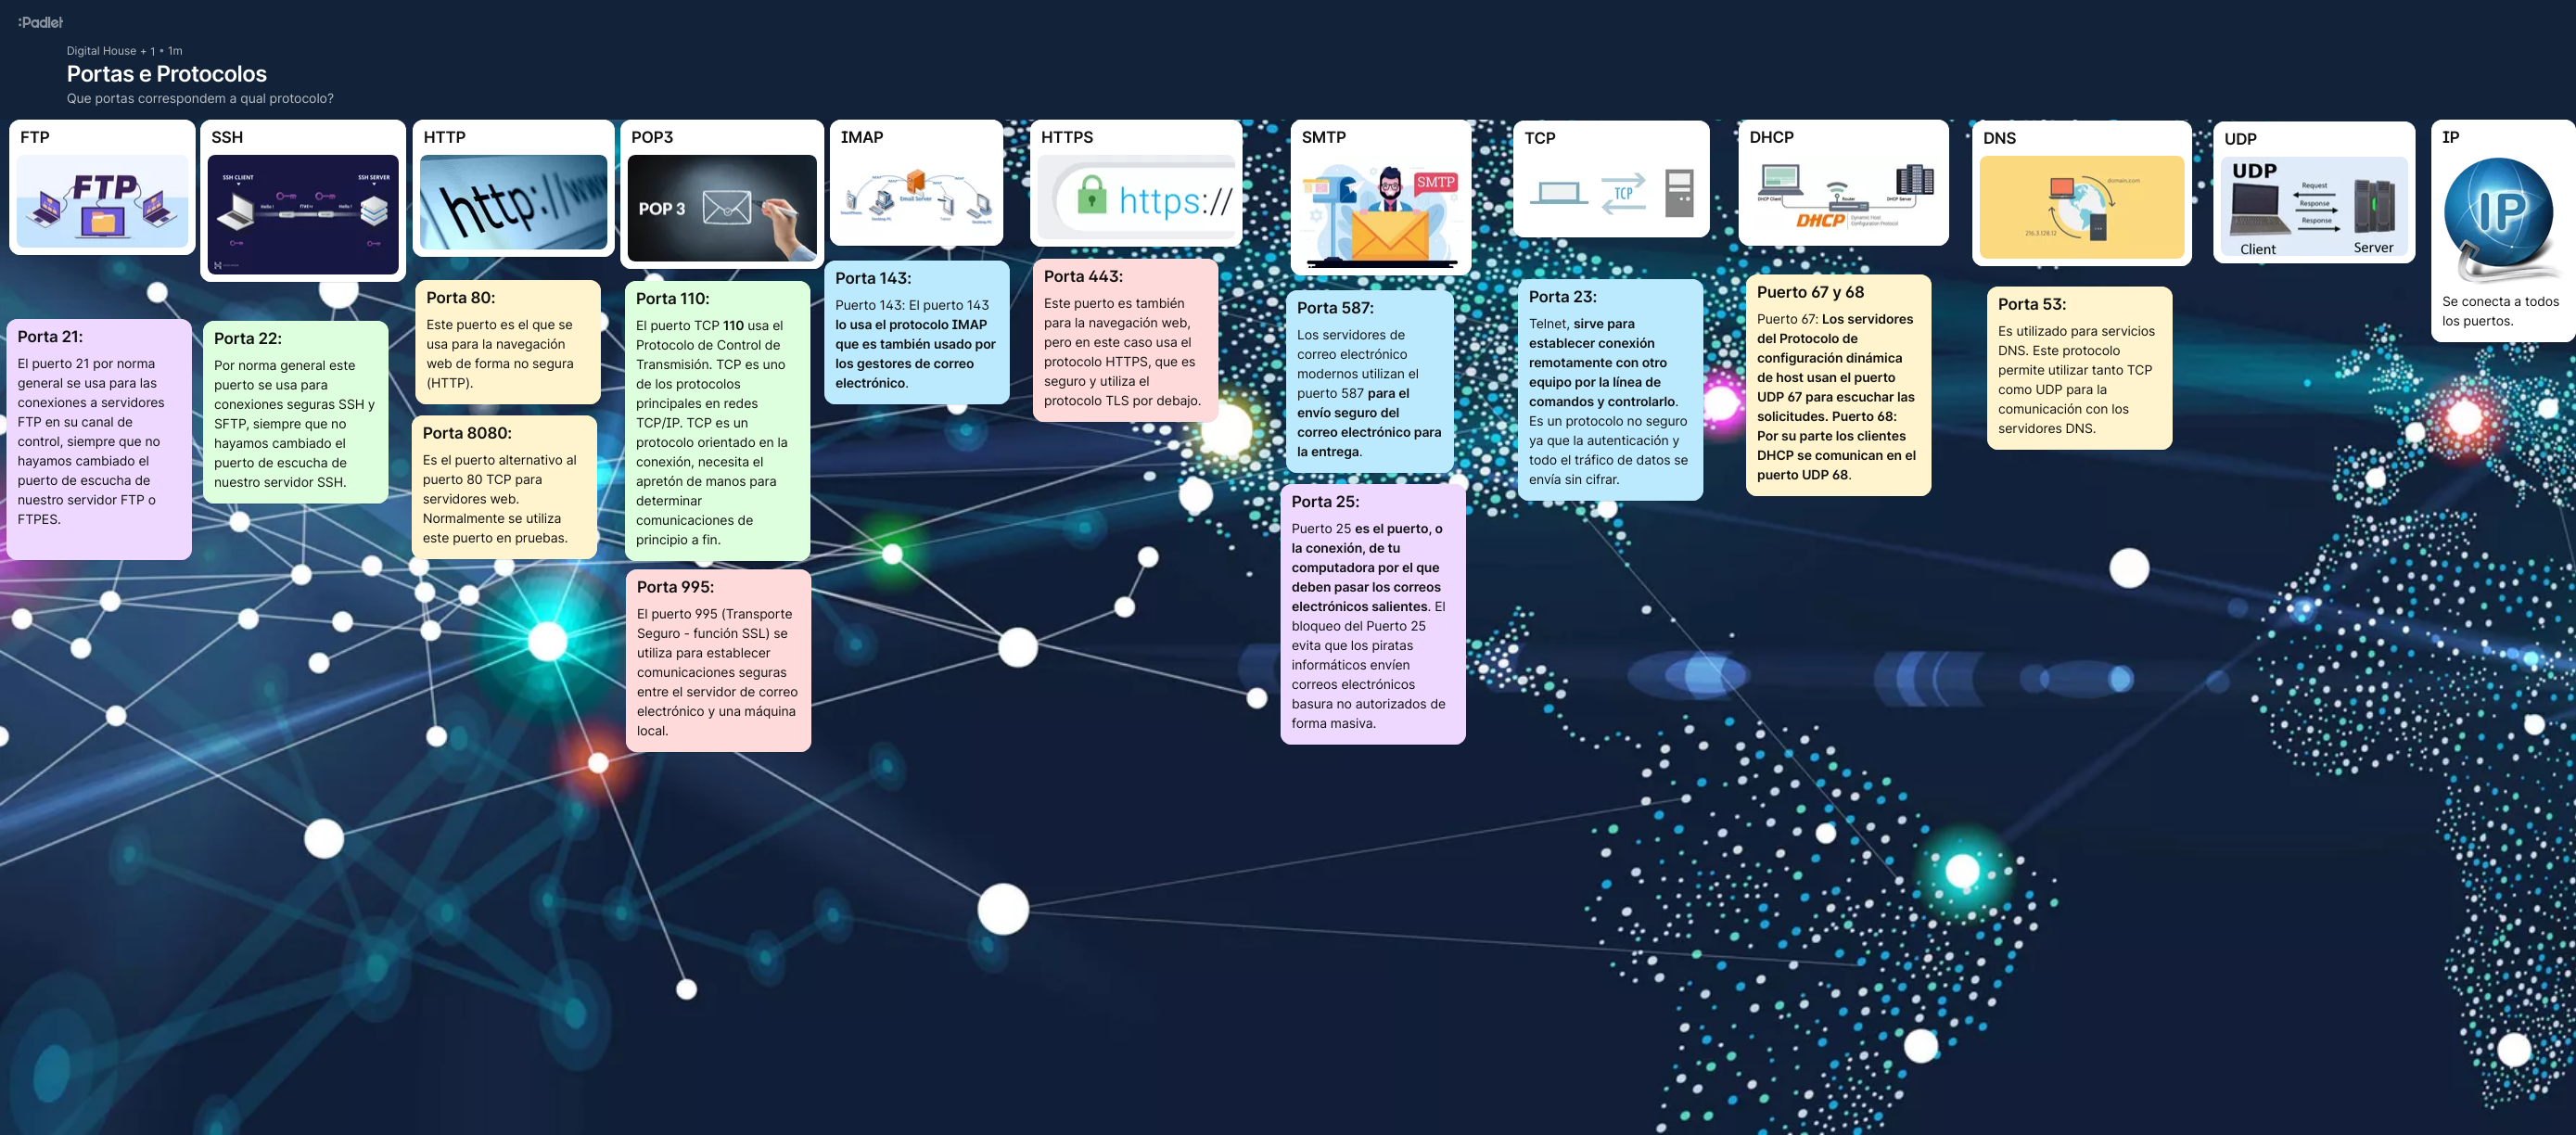 :Padlet
Digital House + 1 • 1m
Portas e Protocolos
Que portas correspondem a qual protocolo?
FTP
FTP
Porta 21:
El puerto 21 por norma
general se usa para las
conexiones a servidores
FTP en su canal de
control, siempre que no
hayamos cambiado el
puerto de escucha de
nuestro servidor FTP o
FTPES.
SSH
SSH CLIENT
SSH SERVER
Porta 22:
Por norma general este
puerto se usa para
conexiones seguras SSH y
SFTP, siempre que no
hayamos cambiado el
puerto de escucha de
nuestro servidor SSH.
HTTP
http://www
Porta 80:
Este puerto es el que se
usa para la navegación
web de forma no segura
(HTTP).
Porta 8080:
Es el puerto alternativo al
puerto 80 TCP para
servidores web.
Normalmente se utiliza
este puerto en pruebas.
POP3
POP 3
Porta 110:
El puerto TCP 110 usa el
Protocolo de Control de
Transmisión. TCP es uno
de los protocolos
principales en redes
TCP/IP. TCP es un
protocolo orientado en la
conexión, necesita el
apretón de manos para
determinar
comunicaciones de
principio a fin.
Porta 995:
El puerto 995 (Transporte
Seguro - función SSL) se
utiliza para establecer
comunicaciones seguras
entre el servidor de correo
electrónico y una máquina
local.
IMAP
Email Server
Porta 143:
Puerto 143: El puerto 143
lo usa el protocolo IMAP
que es también usado por
los gestores de correo
electrónico.
HTTPS
https://
Porta 443:
Este puerto es también
para la navegación web,
pero en este caso usa el
protocolo HTTPS, que es
seguro y utiliza el
protocolo TLS por debajo.
SMTP
SMTP
Porta 587:
Los servidores de
correo electrónico
modernos utilizan el
puerto 587 para el
envío seguro del
correo electrónico para
la entrega.
Porta 25:
Puerto 25 es el puerto, o
la conexión, de tu
computadora por el que
deben pasar los correos
electrónicos salientes. El
bloqueo del Puerto 25
evita que los piratas
informáticos envíen
correos electrónicos
basura no autorizados de
forma masiva.
TCP
TCP
Porta 23:
Telnet, sirve para
establecer conexión
remotamente con otro
equipo por la línea de
comandos y controlarlo.
Es un protocolo no seguro
ya que la autenticación y
todo el tráfico de datos se
envía sin cifrar.
DHCP
DHCP Client
Router
DHCP Server
DHCP
Dynamic Host
Configuration Protocol
Puerto 67 y 68
Puerto 67: Los servidores
del Protocolo de
configuración dinámica
de host usan el puerto
UDP 67 para escuchar las
solicitudes. Puerto 68:
Por su parte los clientes
DHCP se comunican en el
puerto UDP 68.
DNS
domain.com
216.3.128.12
Porta 53:
Es utilizado para servicios
DNS. Este protocolo
permite utilizar tanto TCP
como UDP para la
comunicación con los
servidores DNS.
UDP
UDP
Request
Response
Response
Client
Server
IP
IP
Se conecta a todos
los puertos.